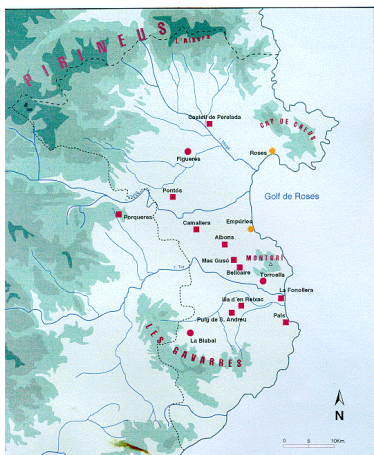 PIRINEUS
L'Albera
Castell de Peralada
CAP DE CREUS
Roses
Figueres
Golf de Roses
Pontós
Porqueres
Camallera
Empúries
Albons
Mas Gusó
MONTGRÍ
Bellcaire
R. Ter
Torroella
La Fonollera
Illa d'en Reixac
Puig de S. Andreu
Pals
La Bisbal
LES GAVARRES
N
0 5 10Km.